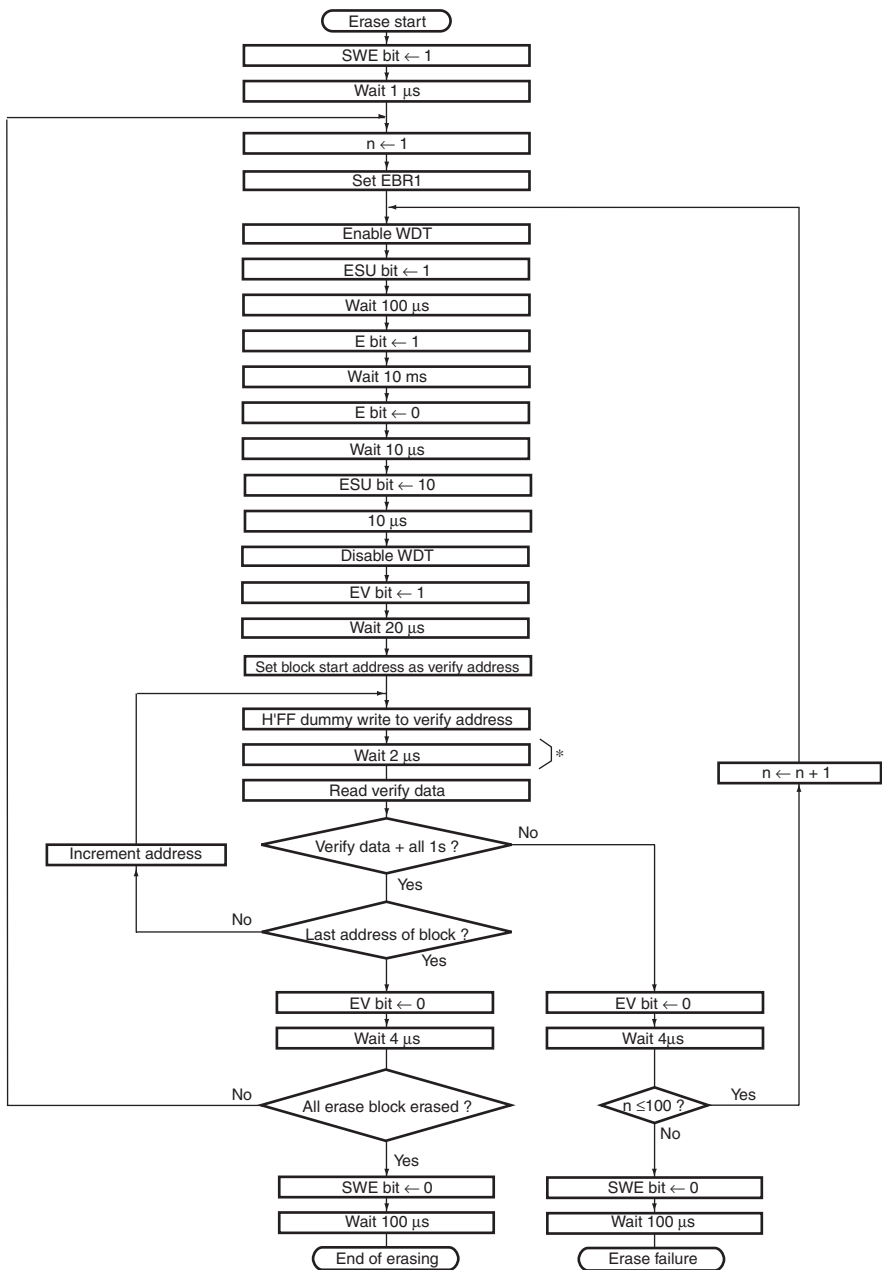 Erase start
SWE bit ← 1
Wait 1 μs
n ← 1
Set EBR1
Enable WDT
ESU bit ← 1
Wait 100 μs
E bit ← 1
Wait 10 ms
E bit ← 0
Wait 10 μs
ESU bit ← 10
10 μs
Disable WDT
EV bit ← 1
Wait 20 μs
Set block start address as verify address
H'FF dummy write to verify address
Wait 2 μs
*
n ← n + 1
Read verify data
Verify data + all 1s ?
No
Increment address
Yes
No
Last address of block ?
Yes
EV bit ← 0
EV bit ← 0
Wait 4 μs
Wait 4μs
No
All erase block erased ?
n ≤100 ?
Yes
Yes
No
SWE bit ← 0
SWE bit ← 0
Wait 100 μs
Wait 100 μs
End of erasing
Erase failure